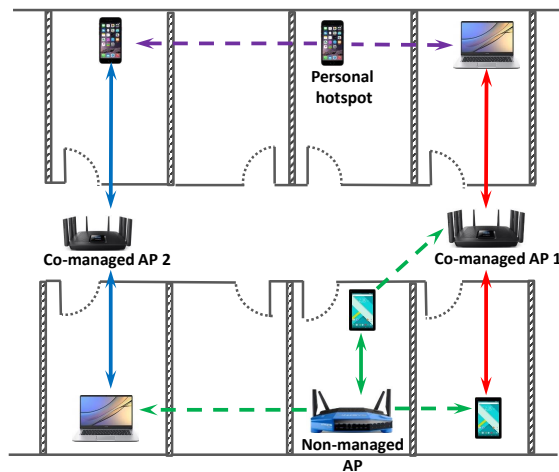 Personal
hotspot
Co-managed AP 2
Co-managed AP 1
Non-managed
AP